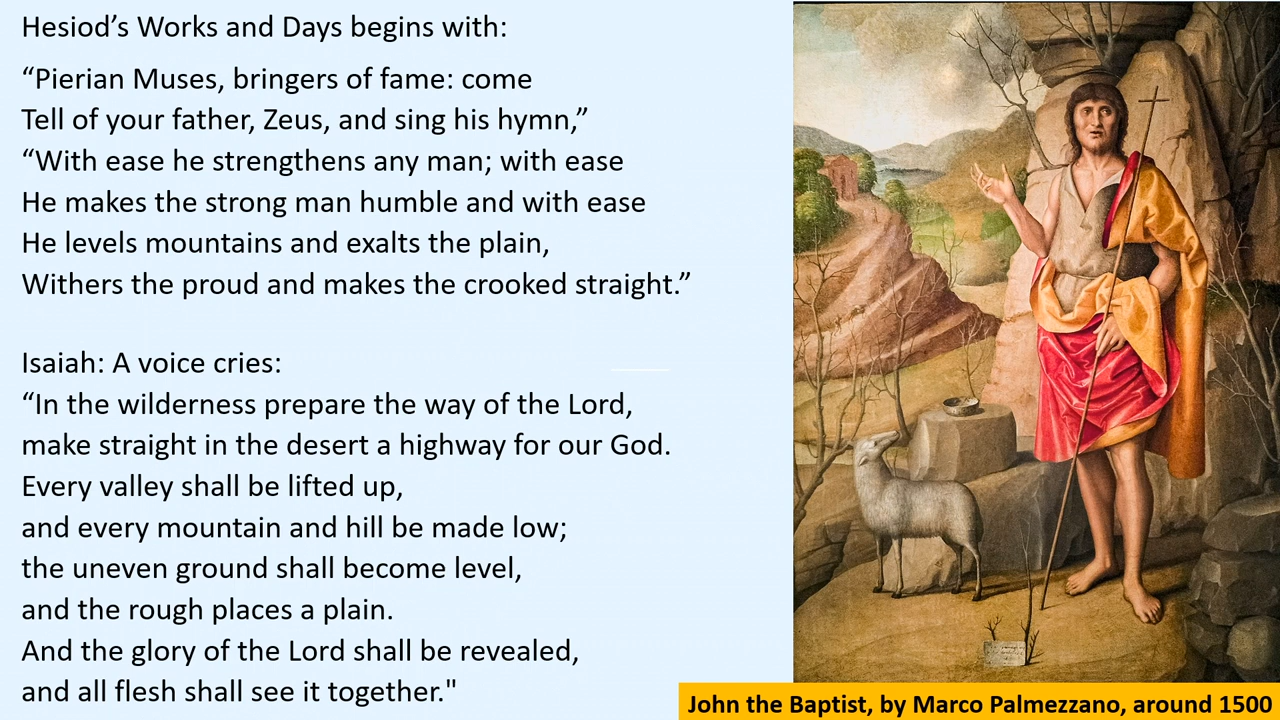 Hesiod’s Works and Days begins with:
“Pierian Muses, bringers of fame: come
Tell of your father, Zeus, and sing his hymn,”
“With ease he strengthens any man; with ease
He makes the strong man humble and with ease
He levels mountains and exalts the plain,
Withers the proud and makes the crooked straight.”
Isaiah: A voice cries:
“In the wilderness prepare the way of the Lord,
make straight in the desert a highway for our God.
Every valley shall be lifted up,
and every mountain and hill be made low;
the uneven ground shall become level,
and the rough places a plain.
And the glory of the Lord shall be revealed,
and all flesh shall see it together."
John the Baptist, by Marco Palmezzano, around 1500